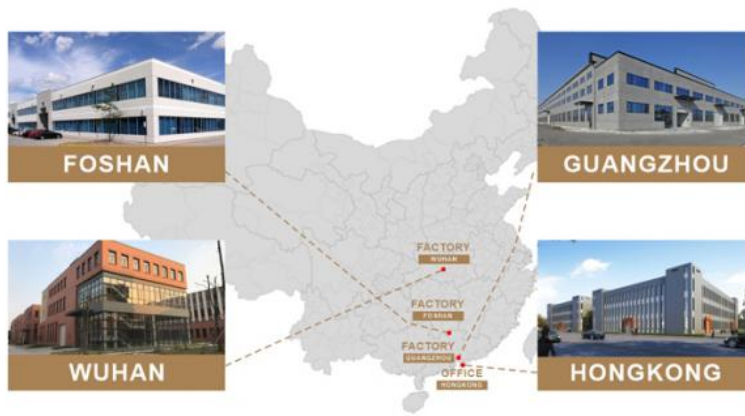 FOSHAN
GUANGZHOU
FACTORY
WUHAN
WUHAN
FACTORY
FOSHAN
FACTORY
GUANGZHOU
OFFICE
HONGKONG
HONGKONG